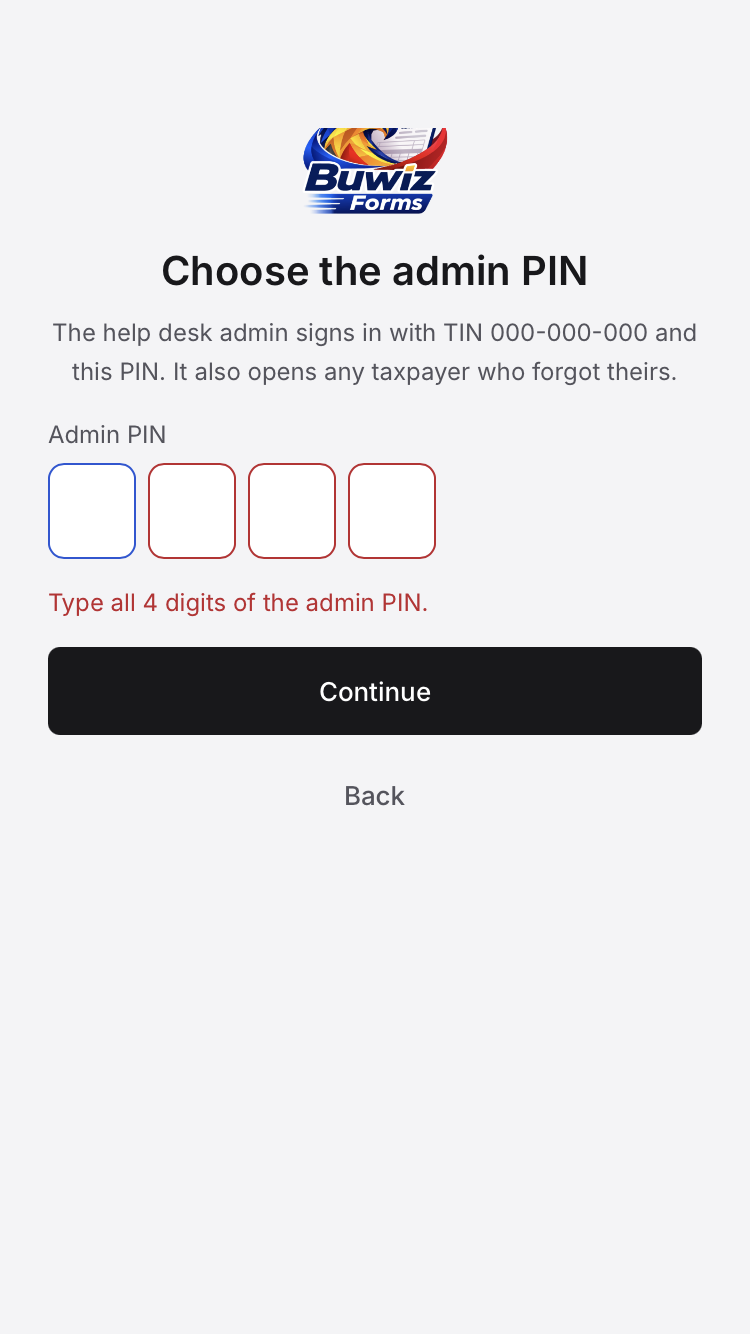 Buwiz
Forms
Choose the admin PIN
The help desk admin signs in with TIN 000-000-000 and
this PIN. It also opens any taxpayer who forgot theirs.
Admin PIN
Type all 4 digits of the admin PIN.
Continue
Back